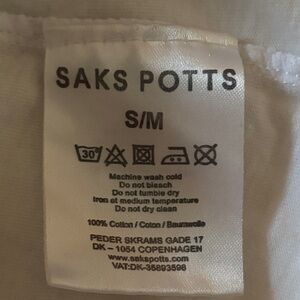 SAKS POTTS
S/M
30°
Machine wash cold
Do not bleach
Do not tumble dry
Iron at medium temperature
Do not dry clean
100% Cotton / Coton / Baumwolle
PEDER SKRAMS GADE 17
DK - 1054 COPENHAGEN
www.sakspotts.com
VAT:DK-35893598